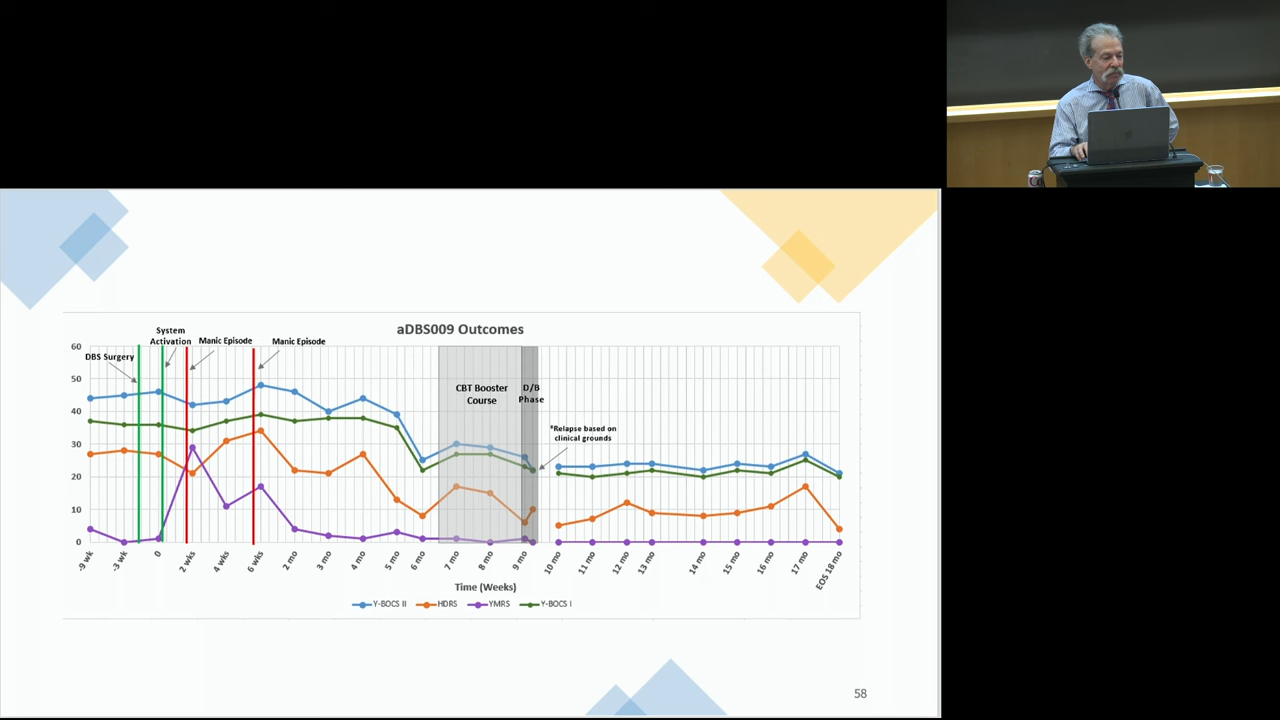 aDBS009 Outcomes
System
Activation
Manic Episode
Manic Episode
DBS Surgery
CBT Booster
Course
D/B
Phase
*Relapse based on
clinical grounds
60
50
40
30
20
10
0
-9 wk
-3 wk
0
2 wks
4 wks
6 wks
2 mo
3 mo
4 mo
5 mo
6 mo
7 mo
8 mo
9 mo
10 mo
11 mo
12 mo
13 mo
14 mo
15 mo
16 mo
17 mo
EOS 18 mo
Time (Weeks)
Y-BOCS II
HDRS
YMRS
Y-BOCS I
58